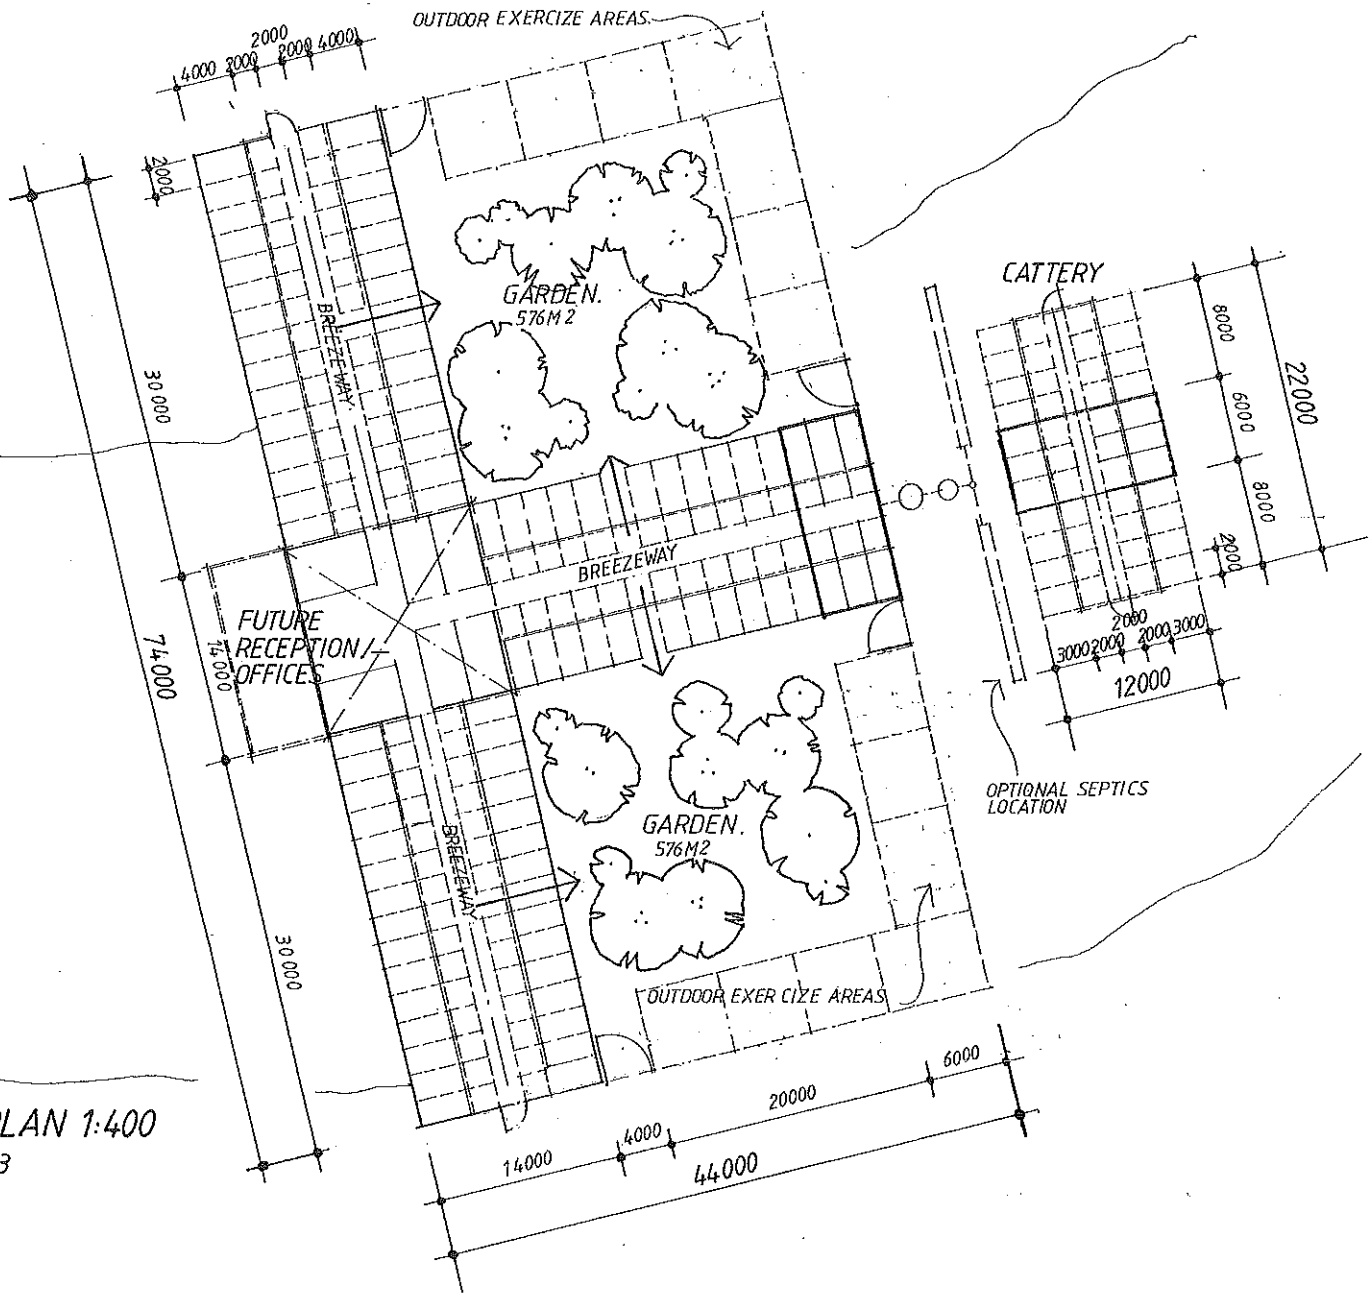 OUTDOOR EXERCIZE AREAS.
2000
4000 2000 2000 4000
2000
GARDEN.
576M2
BREEZEWAY
30 000
CATTERY
8000
6000
22000
8000
2000
BREEZEWAY
FUTURE
RECEPTION/
OFFICES
14 000
74000
2000
3000 2000 2000 3000
12000
OPTIONAL SEPTICS
LOCATION
GARDEN.
576M2
BREEZEWAY
30 000
OUTDOOR EXERCIZE AREAS
6000
20000
4000
14000
44000
LAN 1:400